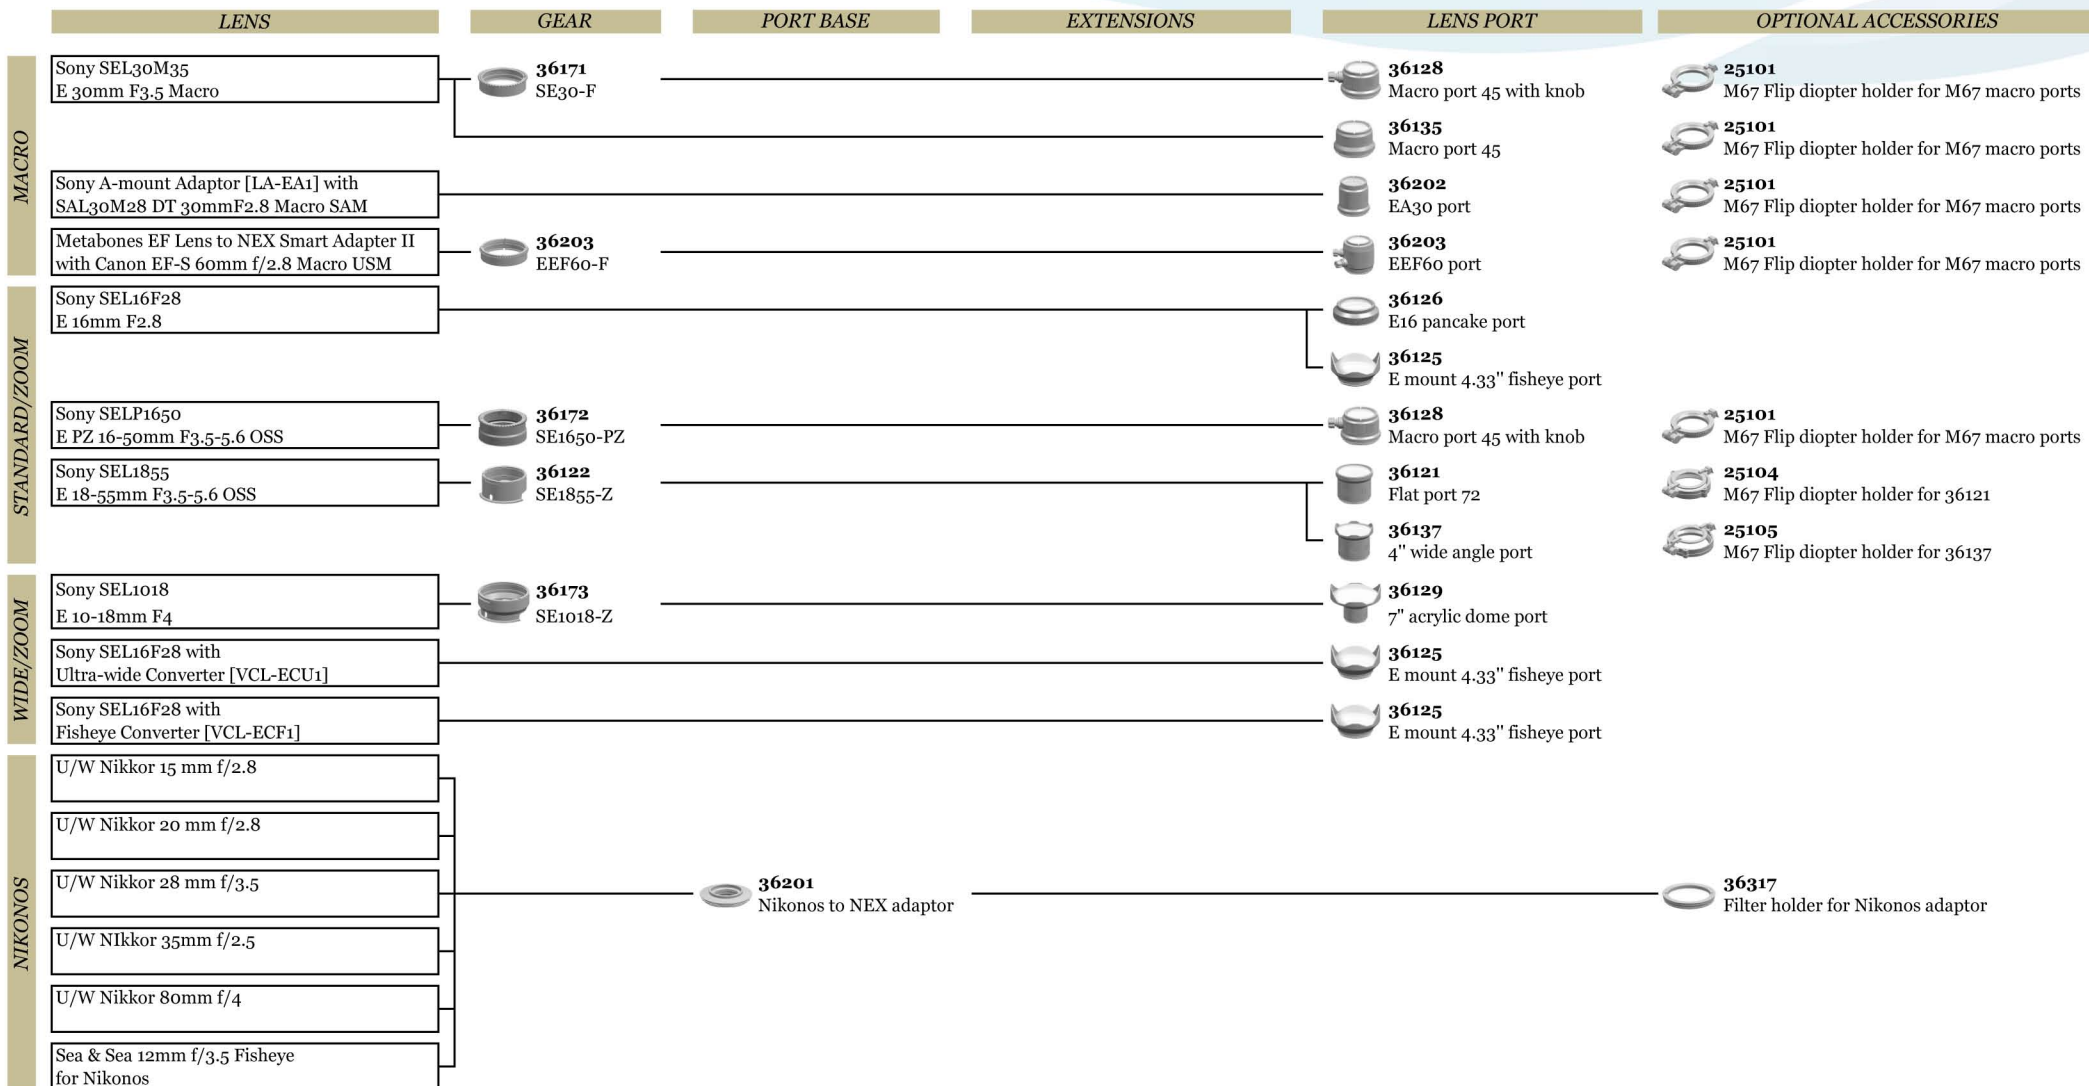 LENS GEAR PORT BASE EXTENSIONS LENS PORT OPTIONAL ACCESSORIES
MACRO
Sony SEL30M35 36171 36128 25101
E 30mm F3.5 Macro SE30-F Macro port 45 with knob M67 Flip diopter holder for M67 macro ports
36135 25101
Macro port 45 M67 Flip diopter holder for M67 macro ports
Sony A-mount Adaptor [LA-EA1] with 36202 25101
SAL30M28 DT 30mmF2.8 Macro SAM EA30 port M67 Flip diopter holder for M67 macro ports
Metabones EF Lens to NEX Smart Adapter II 36203 36203 25101
with Canon EF-S 60mm f/2.8 Macro USM EEF60-F EEF60 port M67 Flip diopter holder for M67 macro ports
STANDARD/ZOOM
Sony SEL16F28 36126
E 16mm F2.8 E16 pancake port
36125
E mount 4.33" fisheye port
Sony SELP1650 36172 36128 25101
E PZ 16-50mm F3.5-5.6 OSS SE1650-PZ Macro port 45 with knob M67 Flip diopter holder for M67 macro ports
Sony SEL1855 36122 36121 25104
E 18-55mm F3.5-5.6 OSS SE1855-Z Flat port 72 M67 Flip diopter holder for 36121
36137 25105
4" wide angle port M67 Flip diopter holder for 36137
WIDE/ZOOM
Sony SEL1018 36173 36129
E 10-18mm F4 SE1018-Z 7" acrylic dome port
Sony SEL16F28 with 36125
Ultra-wide Converter [VCL-ECU1] E mount 4.33" fisheye port
Sony SEL16F28 with 36125
Fisheye Converter [VCL-ECF1] E mount 4.33" fisheye port
NIKONOS
U/W Nikkor 15 mm f/2.8
U/W Nikkor 20 mm f/2.8
U/W Nikkor 28 mm f/3.5 36201 36317
Nikonos to NEX adaptor Filter holder for Nikonos adaptor
U/W NIkkor 35mm f/2.5
U/W Nikkor 80mm f/4
Sea & Sea 12mm f/3.5 Fisheye
for Nikonos